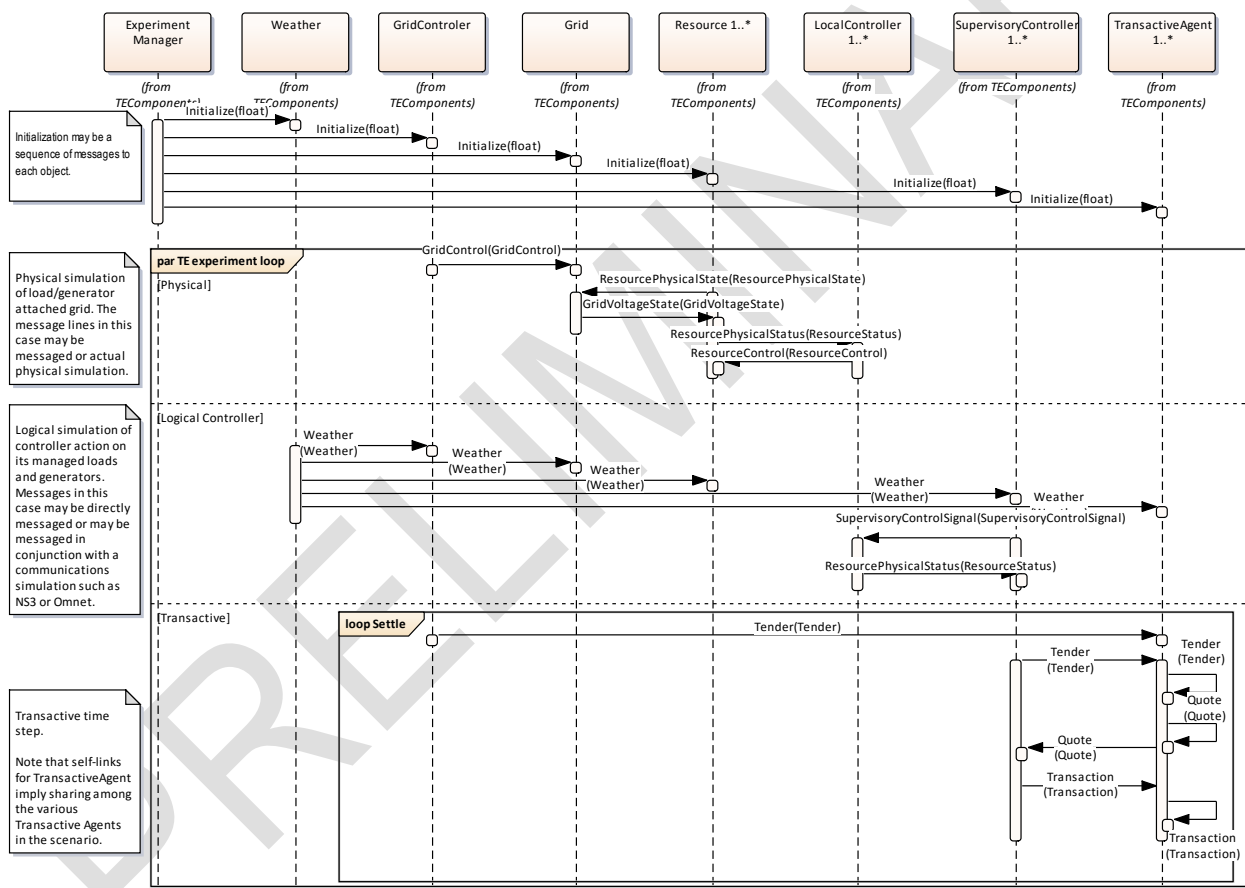 Experiment
Manager
Weather
GridControler
Grid
Resource 1..*
LocalController
1..*
SupervisoryController
1..*
TransactiveAgent
1..*
(from
TEComponents)
(from
TEComponents)
(from
TEComponents)
(from
TEComponents)
(from
TEComponents)
(from
TEComponents)
(from TEComponents)
(from
TEComponents)
Initialization may be a
sequence of messages to
each object.
Initialize(float)
Initialize(float)
Initialize(float)
Initialize(float)
Initialize(float)
Initialize(float)
par TE experiment loop
[Physical]
Physical simulation
of load/generator
attached grid. The
message lines in this
case may be
messaged or actual
physical simulation.
GridControl(GridControl)
ResourcePhysicalState(ResourcePhysicalState)
GridVoltageState(GridVoltageState)
ResourcePhysicalStatus(ResourceStatus)
ResourceControl(ResourceControl)
[Logical Controller]
Logical simulation of
controller action on
its managed loads
and generators.
Messages in this
case may be directly
messaged or may be
messaged in
conjunction with a
communications
simulation such as
NS3 or Omnet.
Weather
(Weather)
Weather
(Weather)
Weather
(Weather)
Weather
(Weather)
Weather
(Weather)
SupervisoryControlSignal(SupervisoryControlSignal)
ResourcePhysicalStatus(ResourceStatus)
[Transactive]
loop Settle
Transactive time
step.
Note that self-links
for TransactiveAgent
imply sharing among
the various
Transactive Agents
in the scenario.
Tender(Tender)
Tender
(Tender)
Tender
(Tender)
Quote
(Quote)
Quote
(Quote)
Transaction
(Transaction)
Transaction
(Transaction)
PRELIMINA